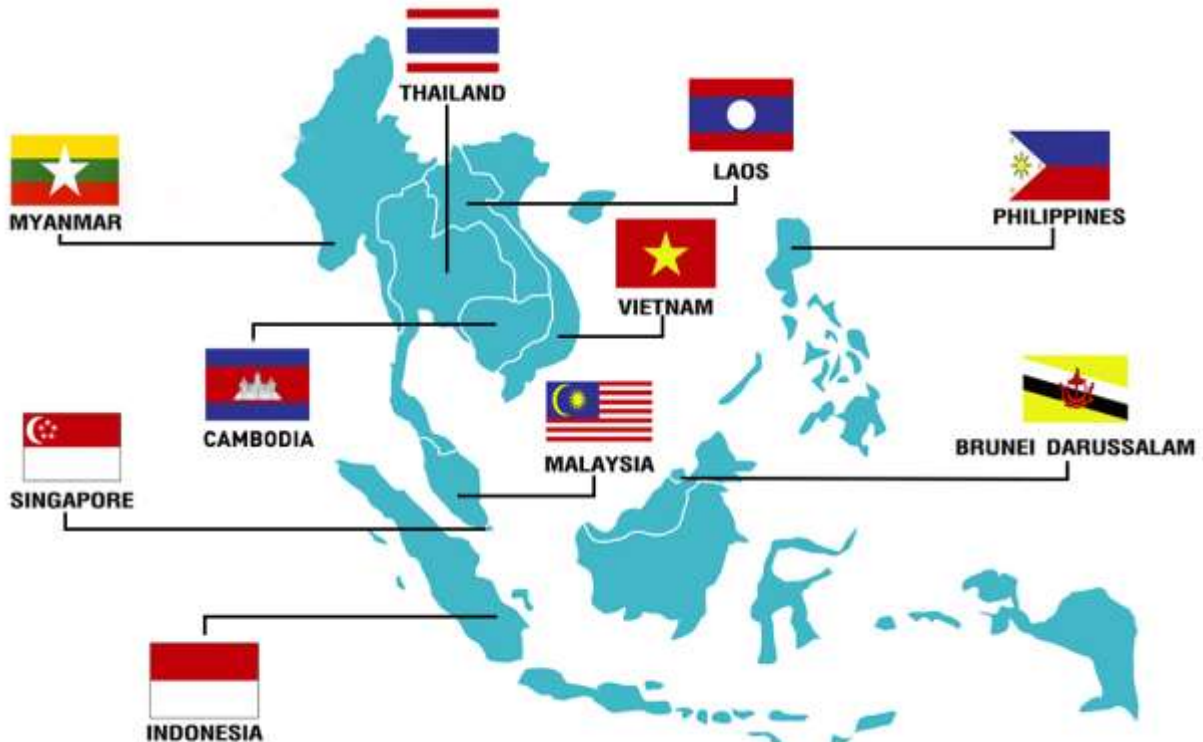 THAILAND
LAOS
MYANMAR
PHILIPPINES
VIETNAM
CAMBODIA
BRUNEI DARUSSALAM
MALAYSIA
SINGAPORE
INDONESIA